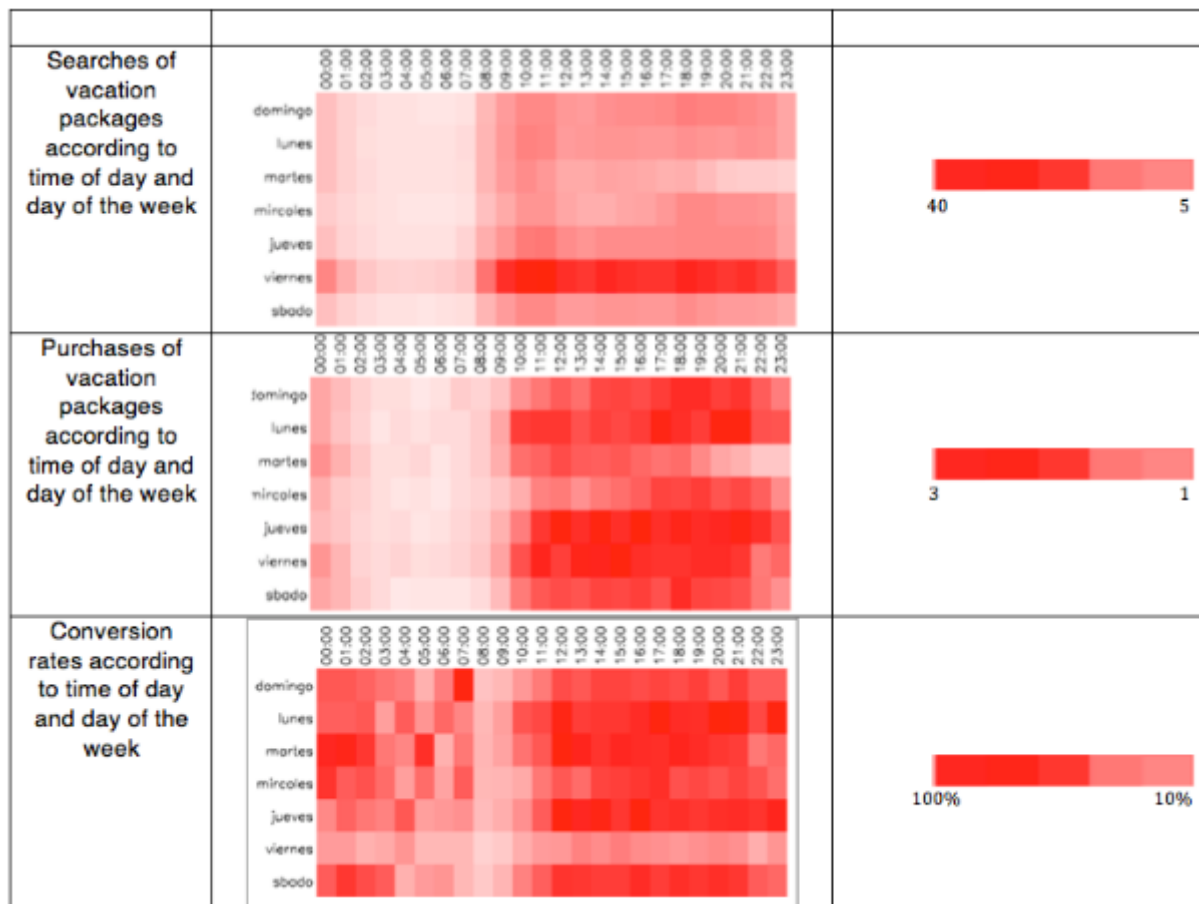 Searches of
vacation
packages
according to
time of day and
day of the week
00:00 01:00 02:00 03:00 04:00 05:00 06:00 07:00 08:00 09:00 10:00 11:00 12:00 13:00 14:00 15:00 16:00 17:00 18:00 19:00 20:00 21:00 22:00 23:00
domingo
lunes
martes
mircoles
jueves
viernes
sbado
40 5
Purchases of
vacation
packages
according to
time of day and
day of the week
00:00 01:00 02:00 03:00 04:00 05:00 06:00 07:00 08:00 09:00 10:00 11:00 12:00 13:00 14:00 15:00 16:00 17:00 18:00 19:00 20:00 21:00 22:00 23:00
domingo
lunes
martes
mircoles
jueves
viernes
sbado
3 1
Conversion
rates according
to time of day
and day of the
week
00:00 01:00 02:00 03:00 04:00 05:00 06:00 07:00 08:00 09:00 10:00 11:00 12:00 13:00 14:00 15:00 16:00 17:00 18:00 19:00 20:00 21:00 22:00 23:00
domingo
lunes
martes
mircoles
jueves
viernes
sbado
100% 10%